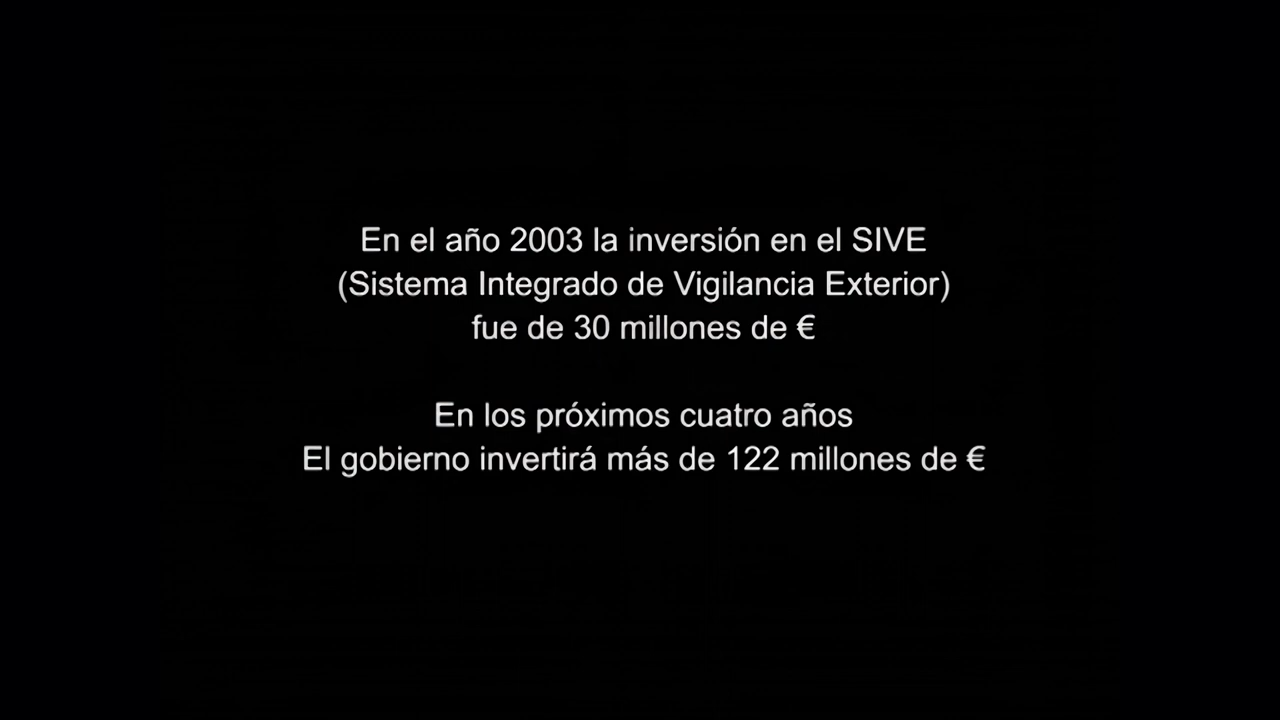 En el año 2003 la inversión en el SIVE
(Sistema Integrado de Vigilancia Exterior)
fue de 30 millones de €
En los próximos cuatro años
El gobierno invertirá más de 122 millones de €